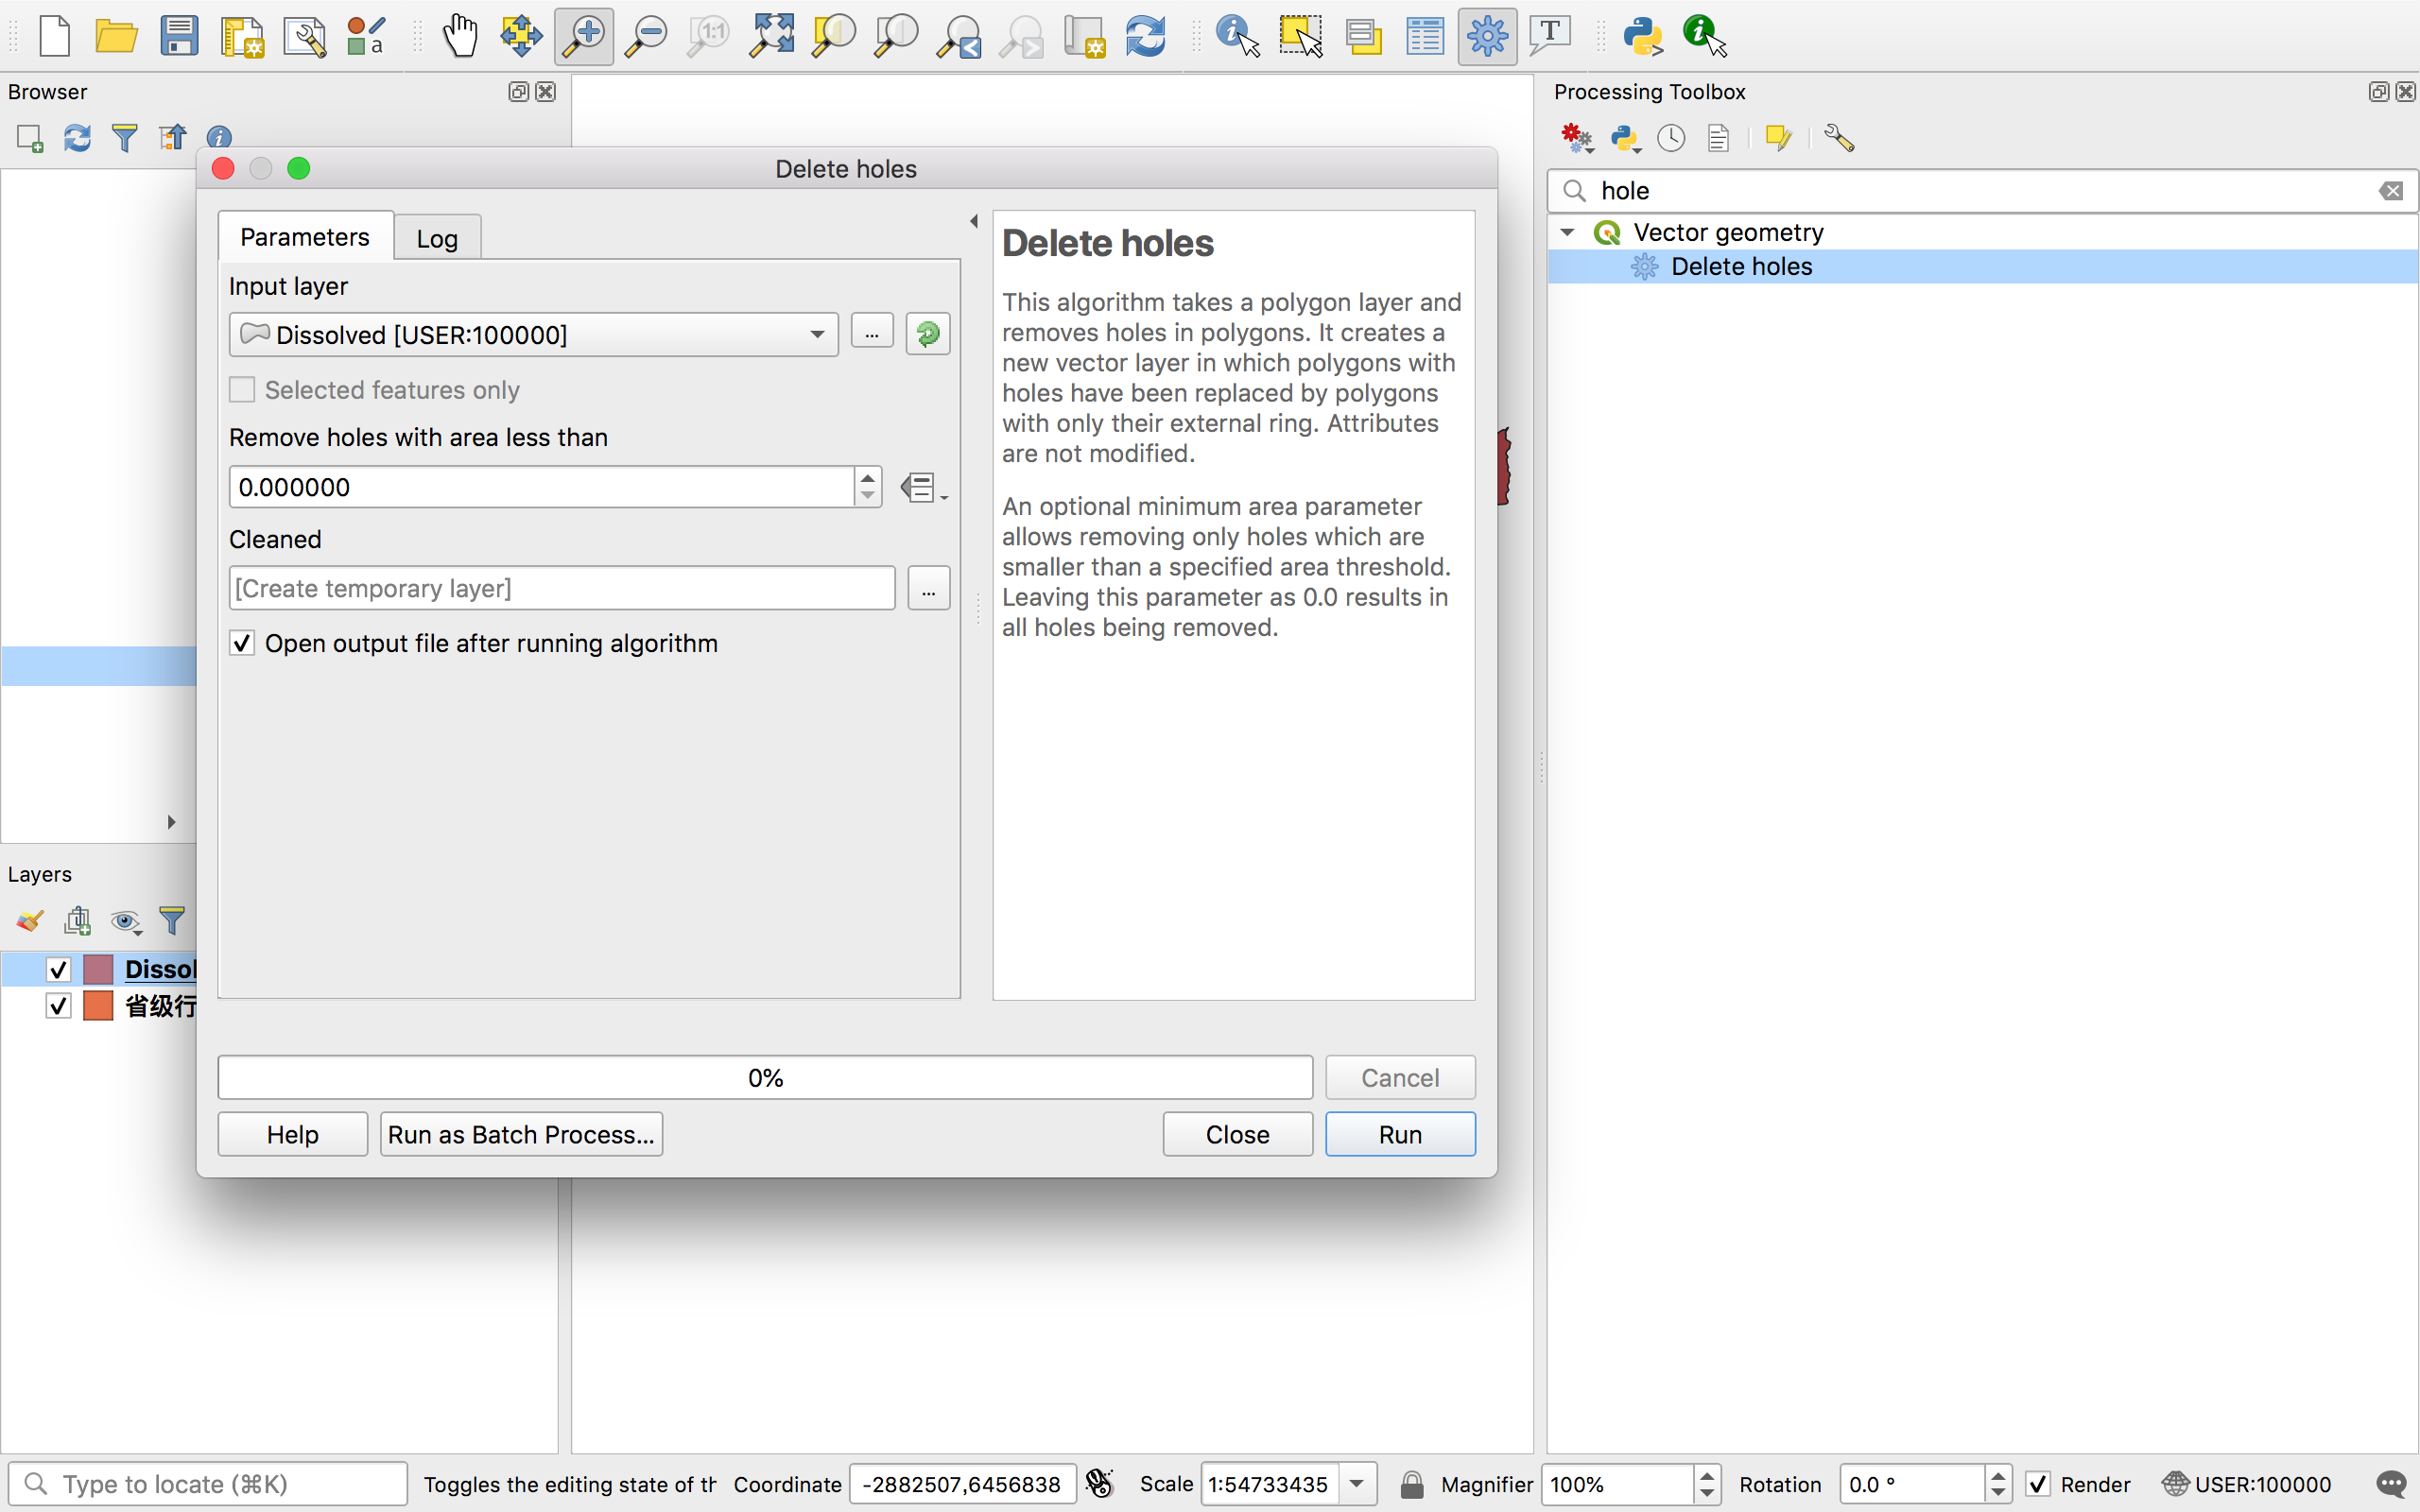 1:1
a
T
Browser
Processing Toolbox
Delete holes
hole
Vector geometry
Delete holes
Parameters
Log
Input layer
Dissolved [USER:100000]
...
Selected features only
Remove holes with area less than
0.000000
Cleaned
[Create temporary layer]
...
Open output file after running algorithm
Delete holes
This algorithm takes a polygon layer and
removes holes in polygons. It creates a
new vector layer in which polygons with
holes have been replaced by polygons
with only their external ring. Attributes
are not modified.
An optional minimum area parameter
allows removing only holes which are
smaller than a specified area threshold.
Leaving this parameter as 0.0 results in
all holes being removed.
Layers
Dissol
省级行
0%
Cancel
Help
Run as Batch Process...
Close
Run
Type to locate (⌘K)
Toggles the editing state of th
Coordinate
-2882507,6456838
Scale
1:54733435
Magnifier
100%
Rotation
0.0 °
Render
USER:100000